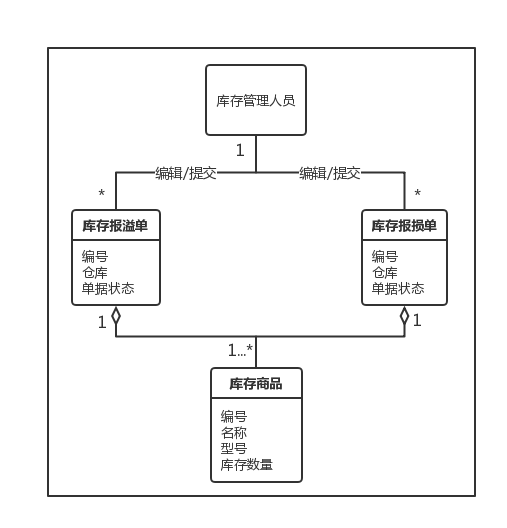 库存管理人员
1
编辑/提交
编辑/提交
*
*
库存报溢单
编号
仓库
单据状态
库存报损单
编号
仓库
单据状态
1
1
1...*
库存商品
编号
名称
型号
库存数量